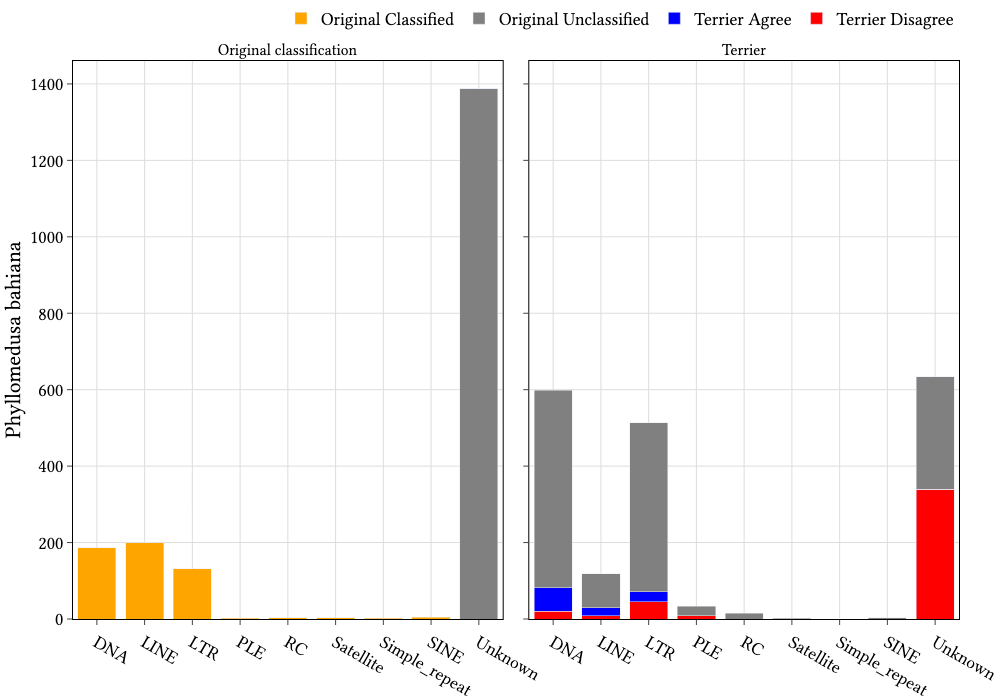 Original Classified Original Unclassified Terrier Agree Terrier Disagree
Original classification
Terrier
Phyllomedusa bahiana
1400
1200
1000
800
600
400
200
0
DNA LINE LTR PLE RC Satellite Simple_repeat SINE Unknown
DNA LINE LTR PLE RC Satellite Simple_repeat SINE Unknown